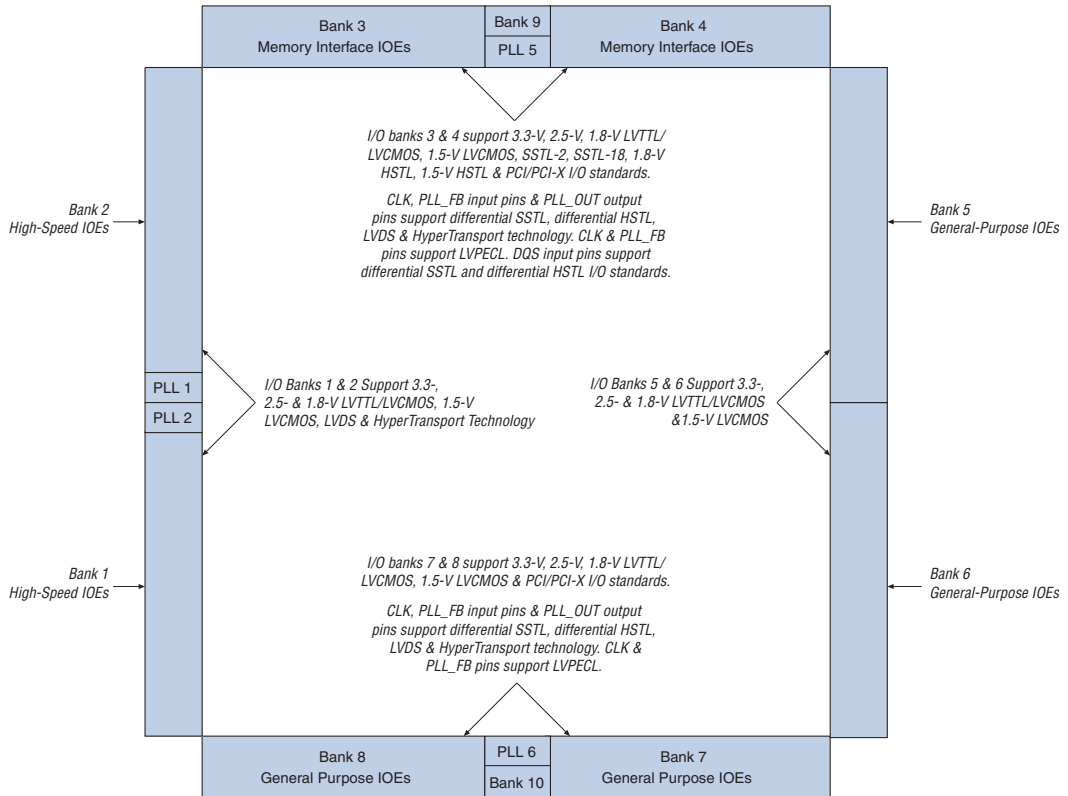 Bank 3
Memory Interface IOEs
Bank 9
PLL 5
Bank 4
Memory Interface IOEs
I/O banks 3 & 4 support 3.3-V, 2.5-V, 1.8-V LVTTL/
LVCMOS, 1.5-V LVCMOS, SSTL-2, SSTL-18, 1.8-V
HSTL, 1.5-V HSTL & PCI/PCI-X I/O standards.
CLK, PLL_FB input pins & PLL_OUT output
pins support differential SSTL, differential HSTL,
LVDS & HyperTransport technology. CLK & PLL_FB
pins support LVPECL. DQS input pins support
differential SSTL and differential HSTL I/O standards.
Bank 2
High-Speed IOEs
Bank 5
General-Purpose IOEs
PLL 1
PLL 2
I/O Banks 1 & 2 Support 3.3-,
2.5- & 1.8-V LVTTL/LVCMOS, 1.5-V
LVCMOS, LVDS & HyperTransport Technology
I/O Banks 5 & 6 Support 3.3-,
2.5- & 1.8-V LVTTL/LVCMOS
&1.5-V LVCMOS
Bank 1
High-Speed IOEs
Bank 6
General-Purpose IOEs
I/O banks 7 & 8 support 3.3-V, 2.5-V, 1.8-V LVTTL/
LVCMOS, 1.5-V LVCMOS & PCI/PCI-X I/O standards.
CLK, PLL_FB input pins & PLL_OUT output
pins support differential SSTL, differential HSTL,
LVDS & HyperTransport technology. CLK &
PLL_FB pins support LVPECL.
Bank 8
General Purpose IOEs
PLL 6
Bank 10
Bank 7
General Purpose IOEs